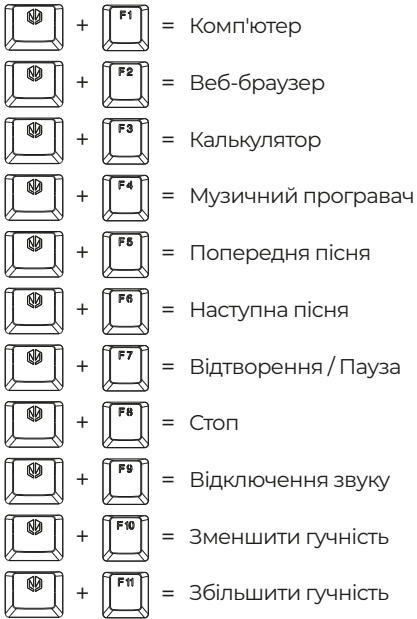 + F1 = Комп'ютер
+ F2 = Веб-браузер
+ F3 = Калькулятор
+ F4 = Музичний програвач
+ F5 = Попередня пісня
+ F6 = Наступна пісня
+ F7 = Відтворення / Пауза
+ F8 = Стоп
+ F9 = Відключення звуку
+ F10 = Зменшити гучність
+ F11 = Збільшити гучність